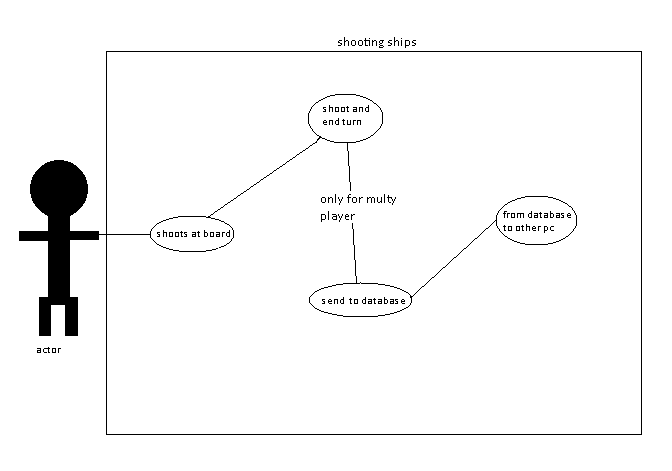 shooting ships
shoot and
end turn
only for multy
player
from database
to other pc
shoots at board
send to database
actor